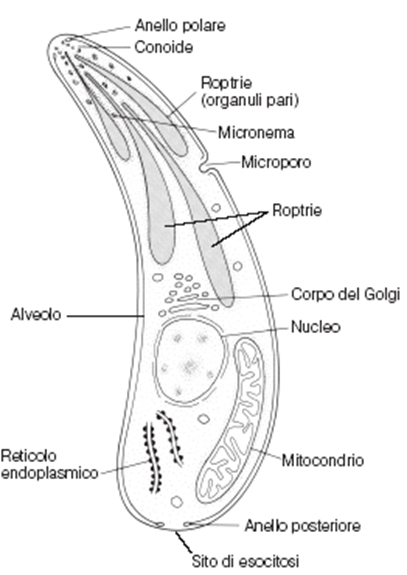 Anello polare
Conoide
Roptrie
(organuli pari)
Micronema
Microporo
Roptrie
Corpo del Golgi
Alveolo
Nucleo
Reticolo
endoplasmico
Mitocondrio
Anello posteriore
Sito di esocitosi